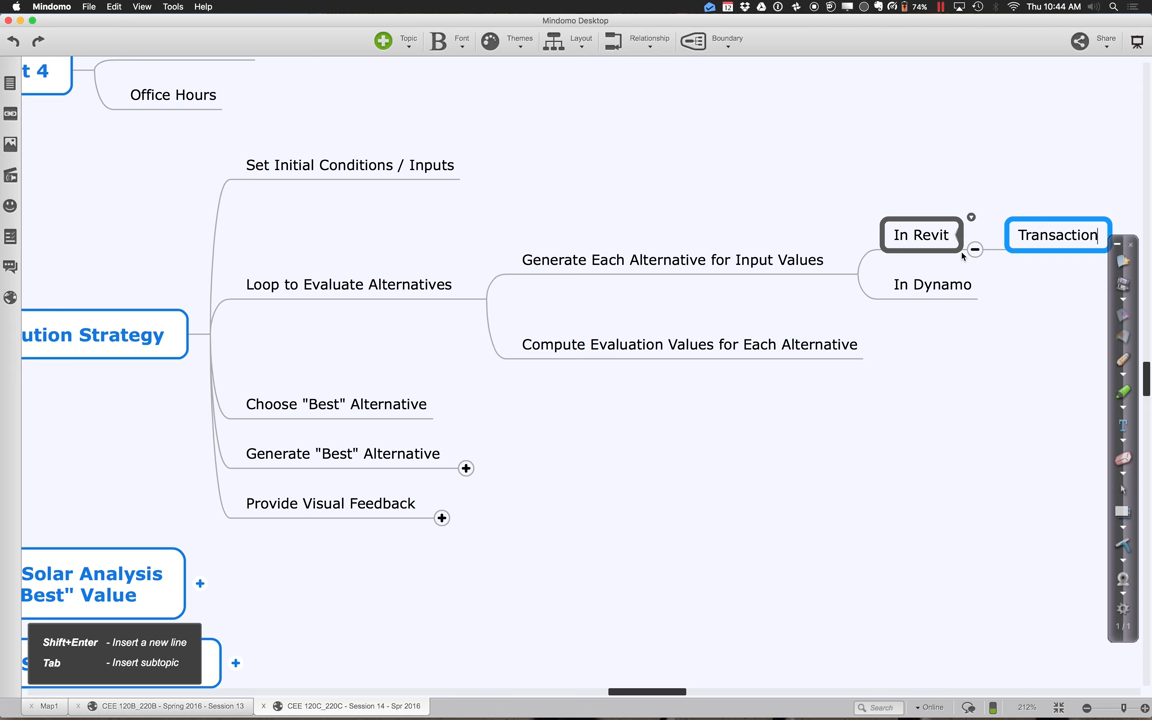 Mindomo File Edit View Tools Help
12 74% Thu 10:44 AM
Mindomo Desktop
Topic B Font Themes Layout Relationship Boundary Share
t 4
Office Hours
Set Initial Conditions / Inputs
In Revit
Transaction
Generate Each Alternative for Input Values
Loop to Evaluate Alternatives
In Dynamo
ution Strategy
Compute Evaluation Values for Each Alternative
Choose "Best" Alternative
Generate "Best" Alternative
Provide Visual Feedback
Solar Analysis
Best" Value
Shift+Enter - Insert a new line
Tab - Insert subtopic
1 / 1
Map1
CEE 120B_220B - Spring 2016 - Session 13
CEE 120C_220C - Session 14 - Spr 2016
Search
Online
212%